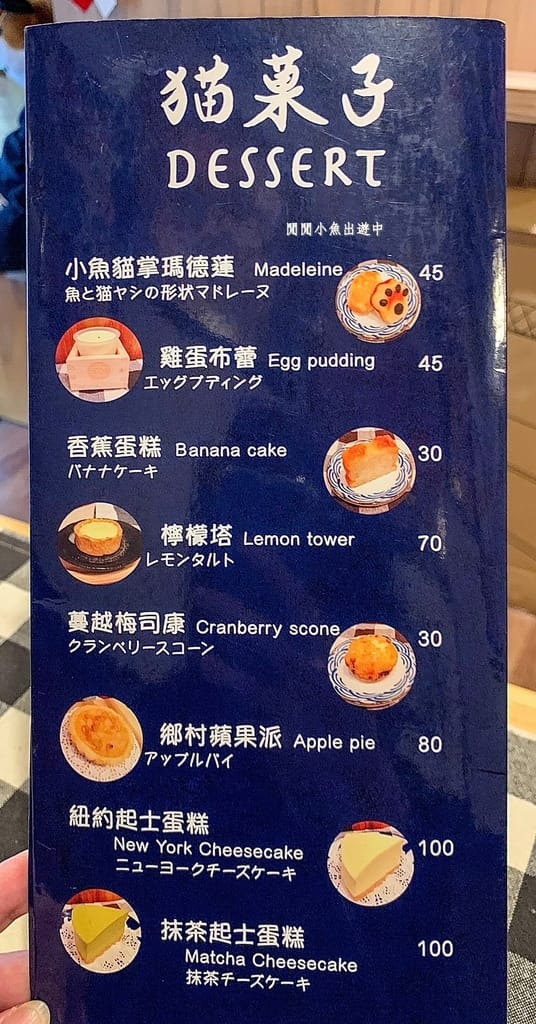 猫菓子
DESSERT
閒閒小魚出遊中
小魚貓掌瑪德蓮 Madeleine 45
魚と猫ヤシの形状マドレーヌ
雞蛋布蕾 Egg pudding 45
エッグプディング
香蕉蛋糕 Banana cake 30
バナナケーキ
檸檬塔 Lemon tower 70
レモンタルト
蔓越梅司康 Cranberry scone 30
クランベリースコーン
鄉村蘋果派 Apple pie 80
アップルパイ
紐約起士蛋糕
New York Cheesecake 100
ニューヨークチーズケーキ
抹茶起士蛋糕
Matcha Cheesecake 100
抹茶チーズケーキ